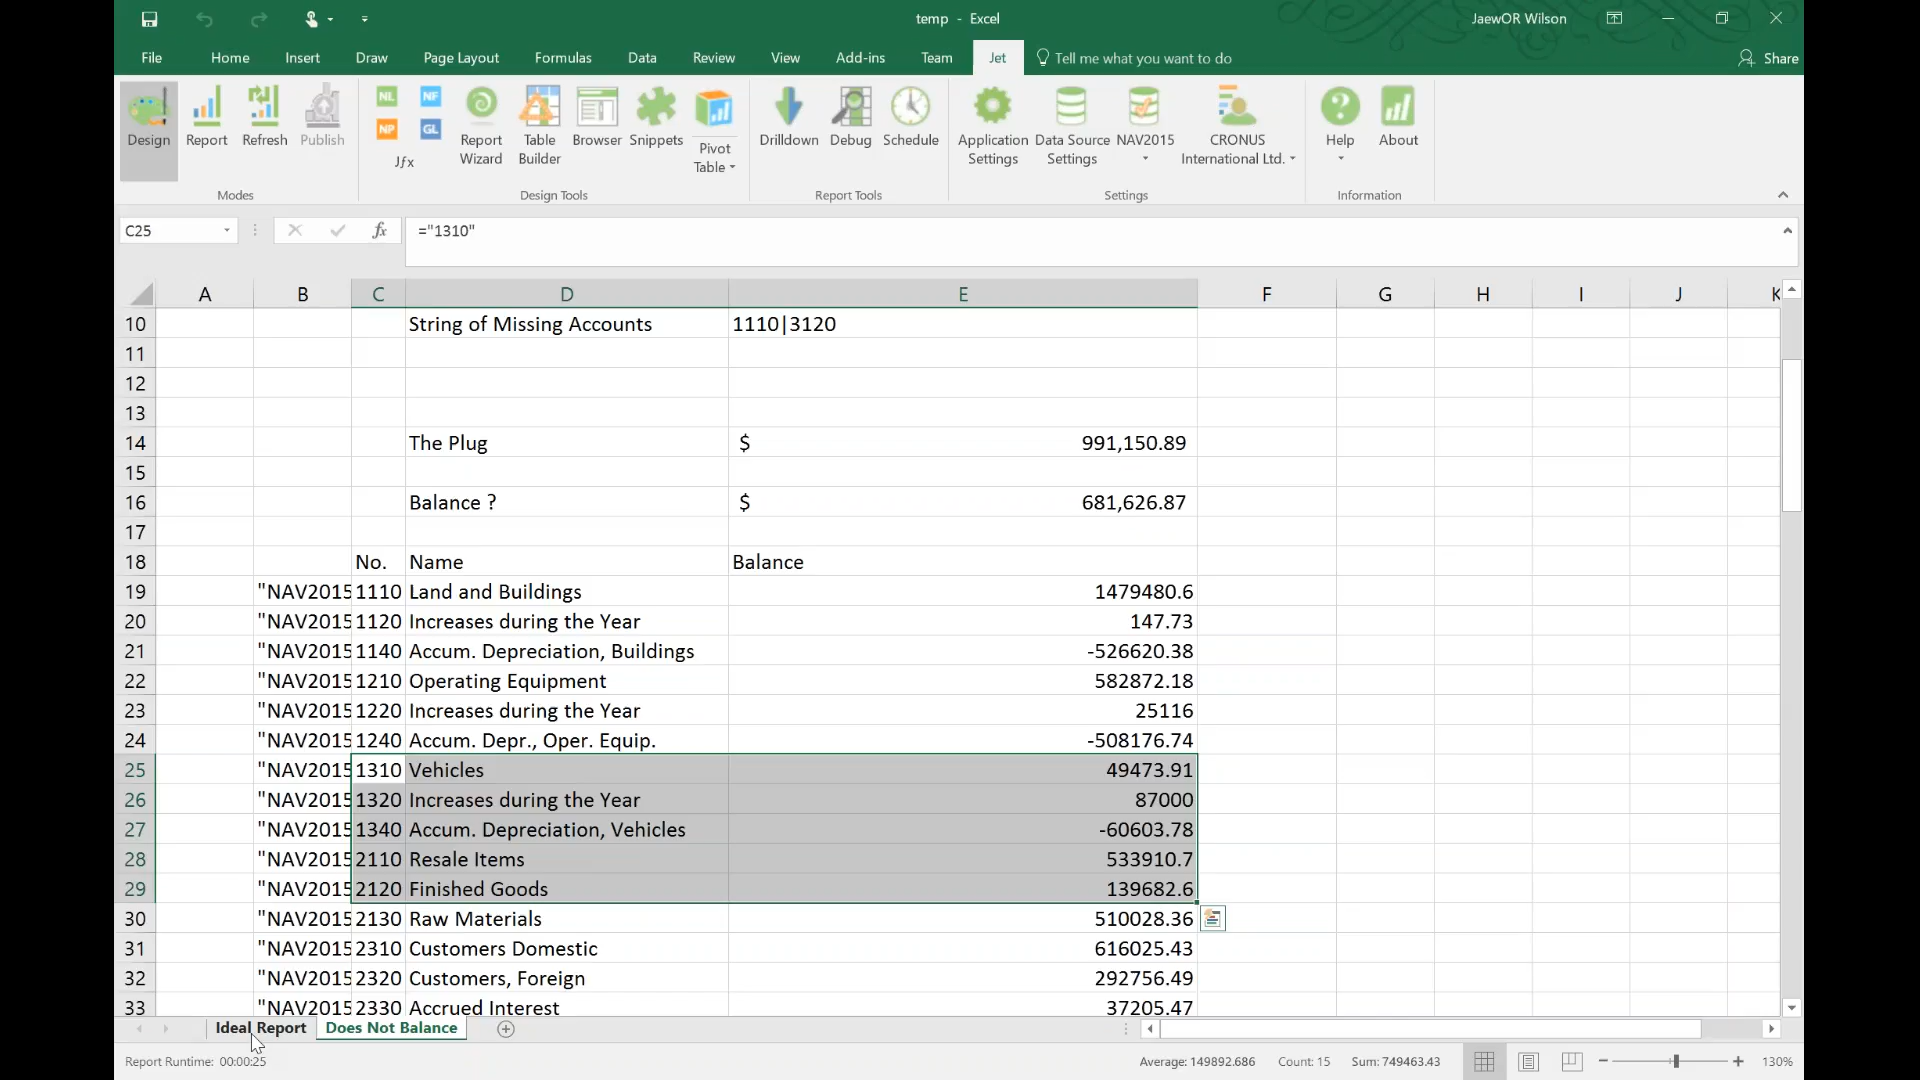 temp - Excel
JaewOR Wilson
File Home Insert Draw Page Layout Formulas Data Review View Add-ins Team Jet Tell me what you want to do Share
NL NF
NP GL
Design Report Refresh Publish Jƒx Report Wizard Table Builder Browser Snippets Pivot Table Drilldown Debug Schedule Application Settings Data Source Settings NAV2015 CRONUS International Ltd. Help About
Modes Design Tools Report Tools Settings Information
C25 fx ="1310"
A B C D E F G H I J K
10 String of Missing Accounts 1110|3120
11
12
13
14 The Plug $ 991,150.89
15
16 Balance ? $ 681,626.87
17
18 No. Name Balance
19 "NAV2015 1110 Land and Buildings 1479480.6
20 "NAV2015 1120 Increases during the Year 147.73
21 "NAV2015 1140 Accum. Depreciation, Buildings -526620.38
22 "NAV2015 1210 Operating Equipment 582872.18
23 "NAV2015 1220 Increases during the Year 25116
24 "NAV2015 1240 Accum. Depr., Oper. Equip. -508176.74
25 "NAV2015 1310 Vehicles 49473.91
26 "NAV2015 1320 Increases during the Year 87000
27 "NAV2015 1340 Accum. Depreciation, Vehicles -60603.78
28 "NAV2015 2110 Resale Items 533910.7
29 "NAV2015 2120 Finished Goods 139682.6
30 "NAV2015 2130 Raw Materials 510028.36
31 "NAV2015 2310 Customers Domestic 616025.43
32 "NAV2015 2320 Customers, Foreign 292756.49
33 "NAV2015 2330 Accrued Interest 37205.47
Ideal Report Does Not Balance
Report Runtime: 00:00:25 Average: 149892.686 Count: 15 Sum: 749463.43 130%